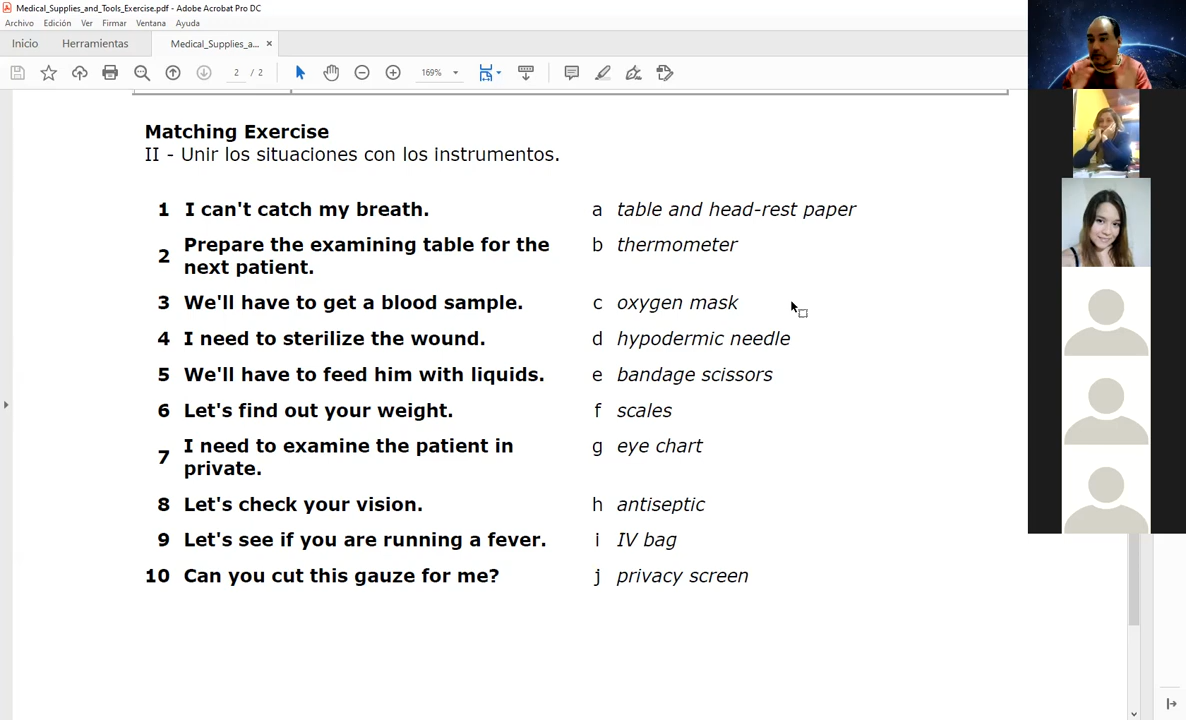 Medical_Supplies_and_Tools_Exercise.pdf - Adobe Acrobat Pro DC
Archivo Edición Ver Firmar Ventana Ayuda
Inicio Herramientas Medical_Supplies_a... ×
2 / 2 169%
Matching Exercise
II - Unir los situaciones con los instrumentos.
1 I can't catch my breath. a table and head-rest paper
2 Prepare the examining table for the next patient. b thermometer
3 We'll have to get a blood sample. c oxygen mask
4 I need to sterilize the wound. d hypodermic needle
5 We'll have to feed him with liquids. e bandage scissors
6 Let's find out your weight. f scales
7 I need to examine the patient in private. g eye chart
8 Let's check your vision. h antiseptic
9 Let's see if you are running a fever. i IV bag
10 Can you cut this gauze for me? j privacy screen